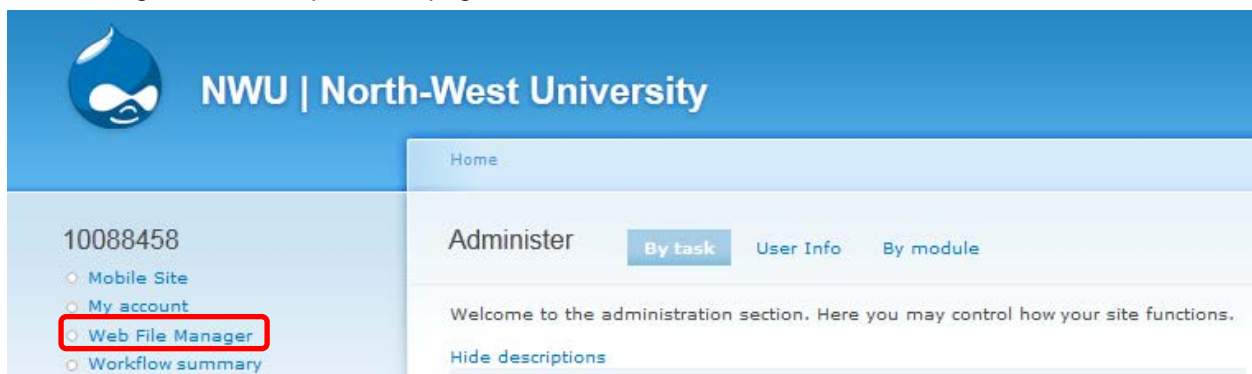 NWU | North-West University
Home
10088458
Mobile Site
My account
Web File Manager
Workflow summary
Administer By task User Info By module
Welcome to the administration section. Here you may control how your site functions.
Hide descriptions